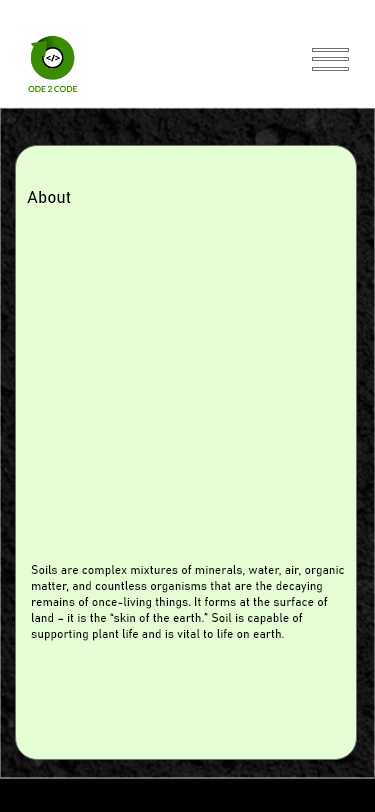 </>
ODE 2 CODE
About
Soils are complex mixtures of minerals, water, air, organic
matter, and countless organisms that are the decaying
remains of once-living things. It forms at the surface of
land – it is the “skin of the earth.” Soil is capable of
supporting plant life and is vital to life on earth.